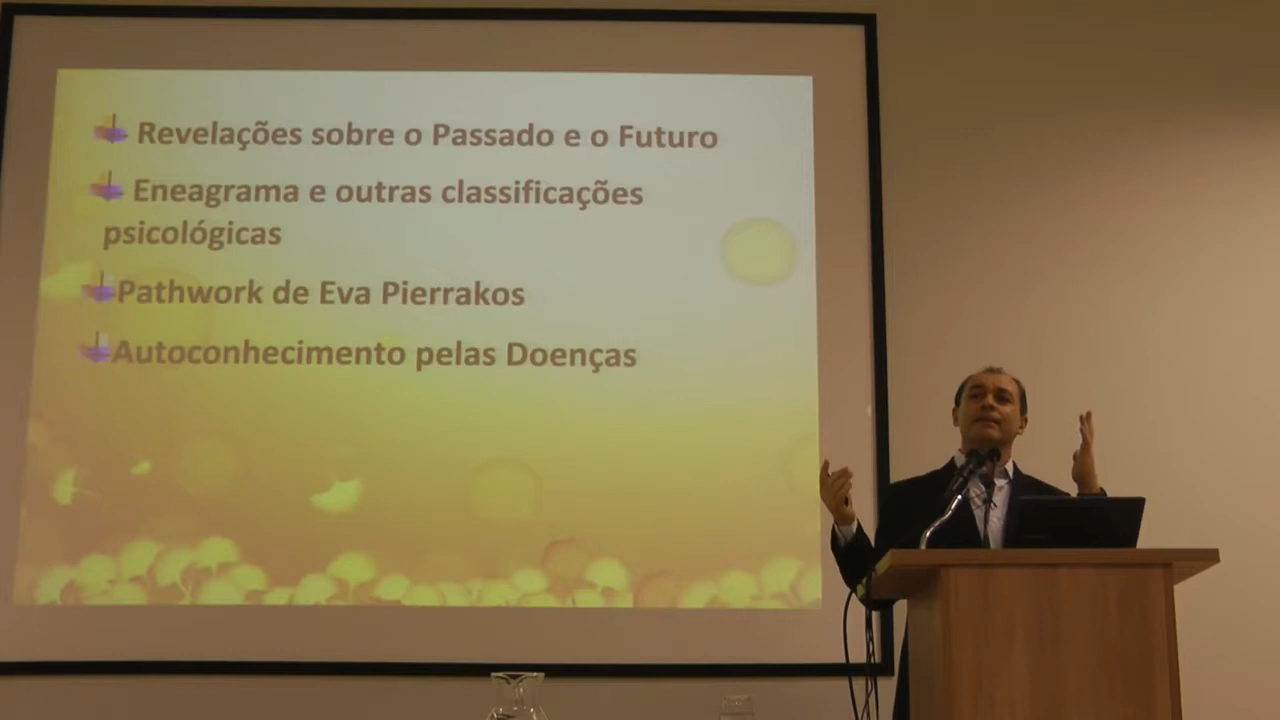 Revelações sobre o Passado e o Futuro
Eneagrama e outras classificações
psicológicas
Pathwork de Eva Pierrakos
Autoconhecimento pelas Doenças